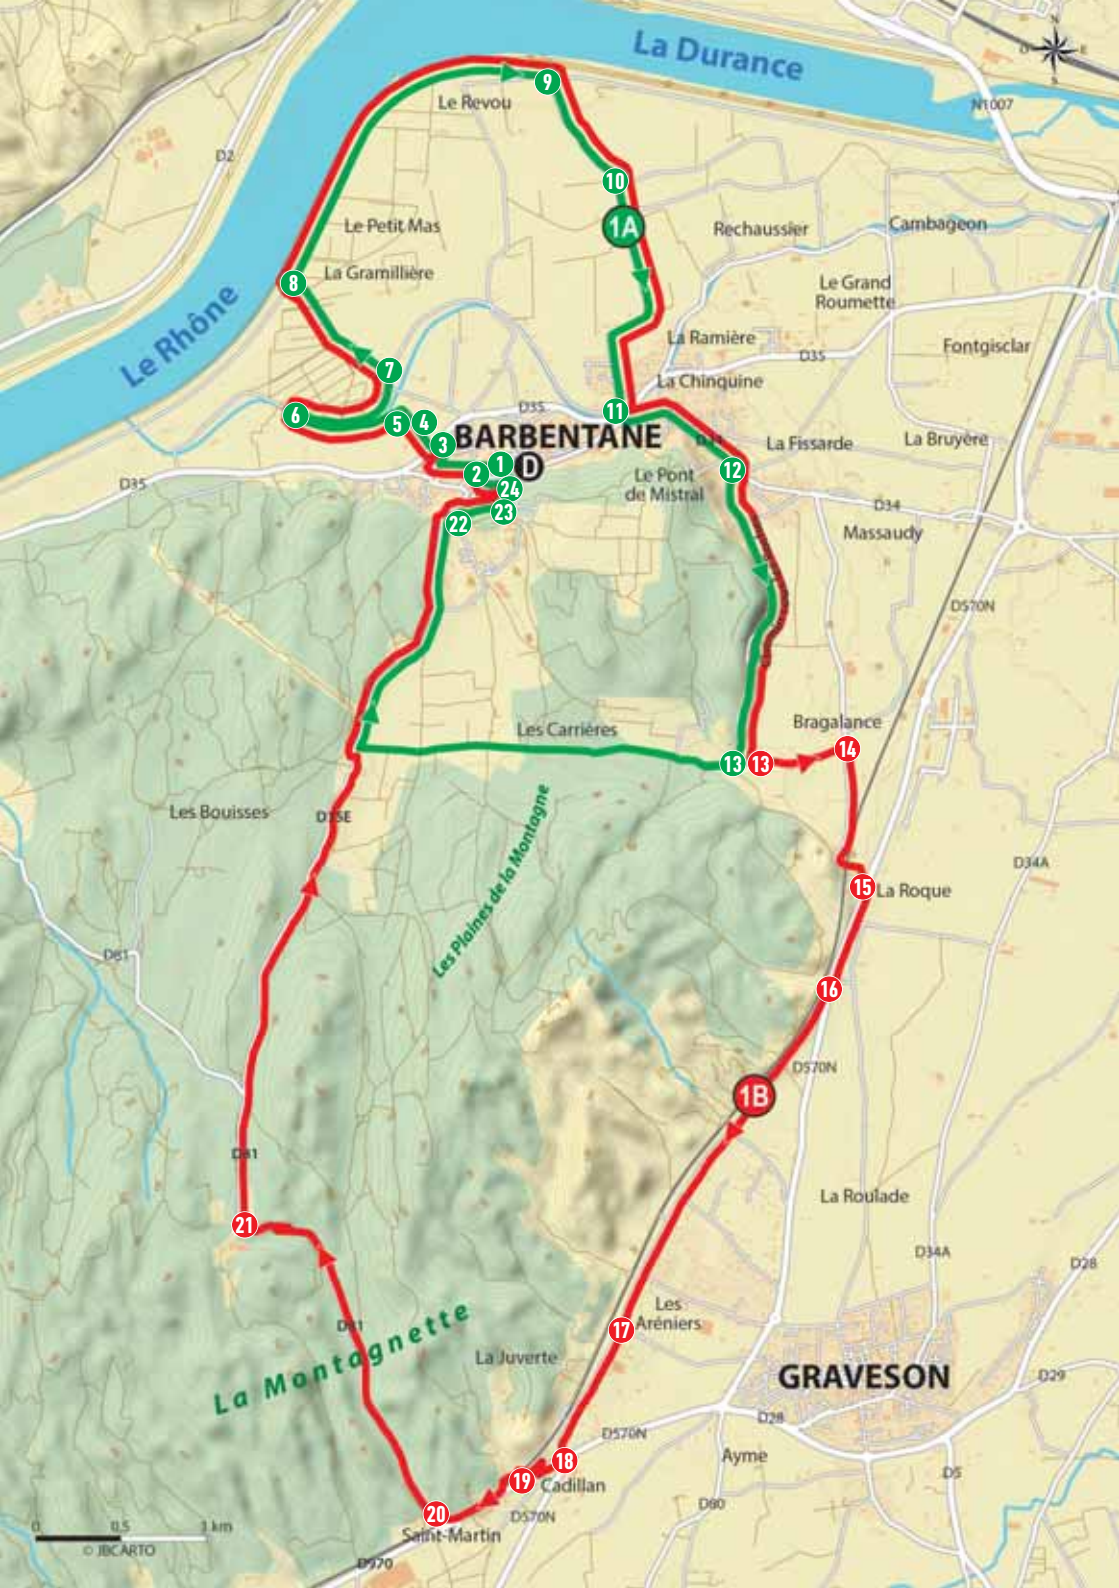 La Durance
N
O
E
S
9
Le Revou
N1007
D2
10
1A
Le Petit Mas
Rechaussier
Cambageon
La Gramillière
8
Le Grand
Roumette
Le Rhône
La Ramière
Fontgisclar
D35
7
La Chinquine
6
5
4
D35
11
3
BARBENTANE
La Fissarde
La Bruyère
1
D
2
12
Le Pont
de Mistral
D35
24
23
22
D34
Massaudy
D570N
Bragalance
Les Carrières
14
13
13
Les Bouisses
D15E
Les Plaines de la Montagne
D34A
15
La Roque
D81
16
D570N
1B
D81
La Roulade
21
D34A
D28
Les
Aréniers
17
D81
La Montagnette
La Juverte
GRAVESON
D29
D28
D570N
18
Ayme
19
Cadillan
D5
20
D80
D570N
Saint-Martin
0
0,5
1 km
© JBCARTO
D970